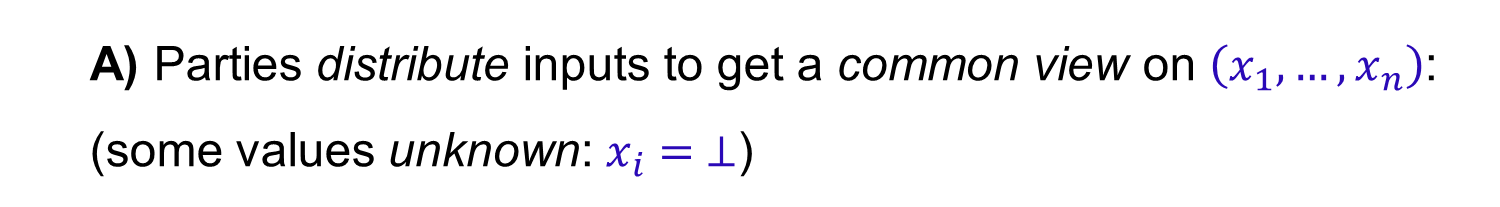 A) Parties distribute inputs to get a common view on (x₁, … , xₙ):
(some values unknown: xᵢ = ⊥)